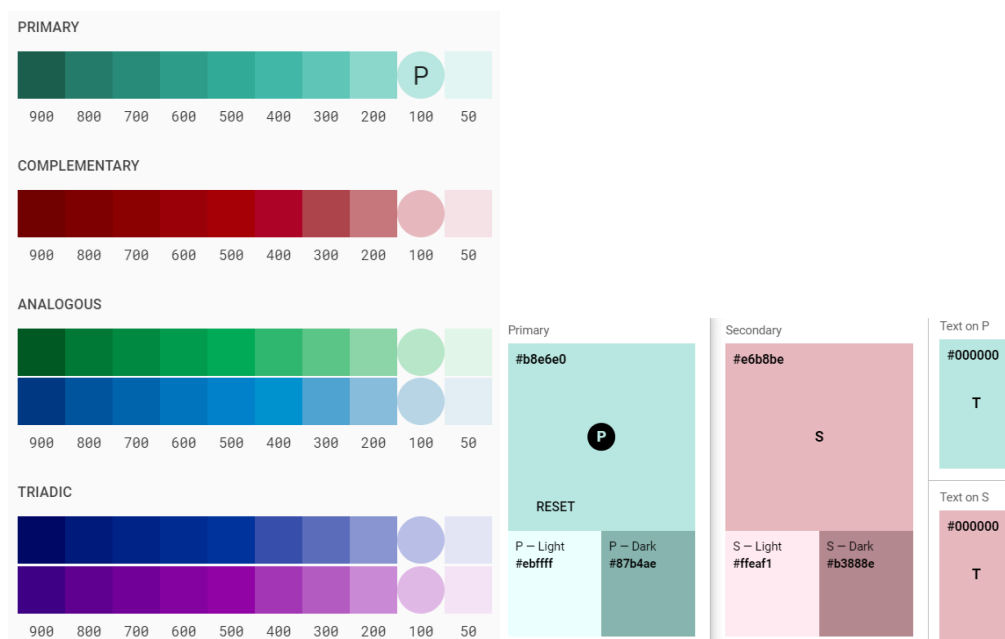 PRIMARY
P
900 800 700 600 500 400 300 200 100 50
COMPLEMENTARY
900 800 700 600 500 400 300 200 100 50
ANALOGOUS
900 800 700 600 500 400 300 200 100 50
TRIADIC
900 800 700 600 500 400 300 200 100 50
Primary
#b8e6e0
P
RESET
P — Light
#ebffff
P — Dark
#87b4ae
Secondary
#e6b8be
S
S — Light
#ffeaf1
S — Dark
#b3888e
Text on P
#000000
T
Text on S
#000000
T